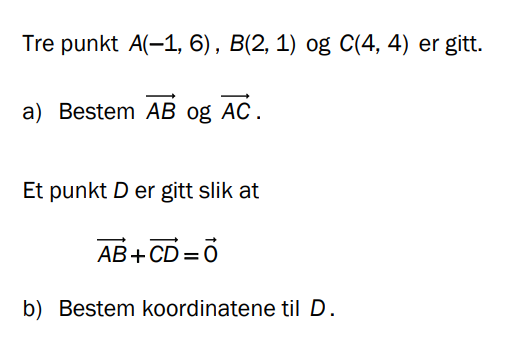 Tre punkt A(−1, 6), B(2, 1) og C(4, 4) er gitt.
a) Bestem \overrightarrow{AB} og \overrightarrow{AC}.
Et punkt D er gitt slik at
\overrightarrow{AB} + \overrightarrow{CD} = \vec{0}
b) Bestem koordinatene til D.